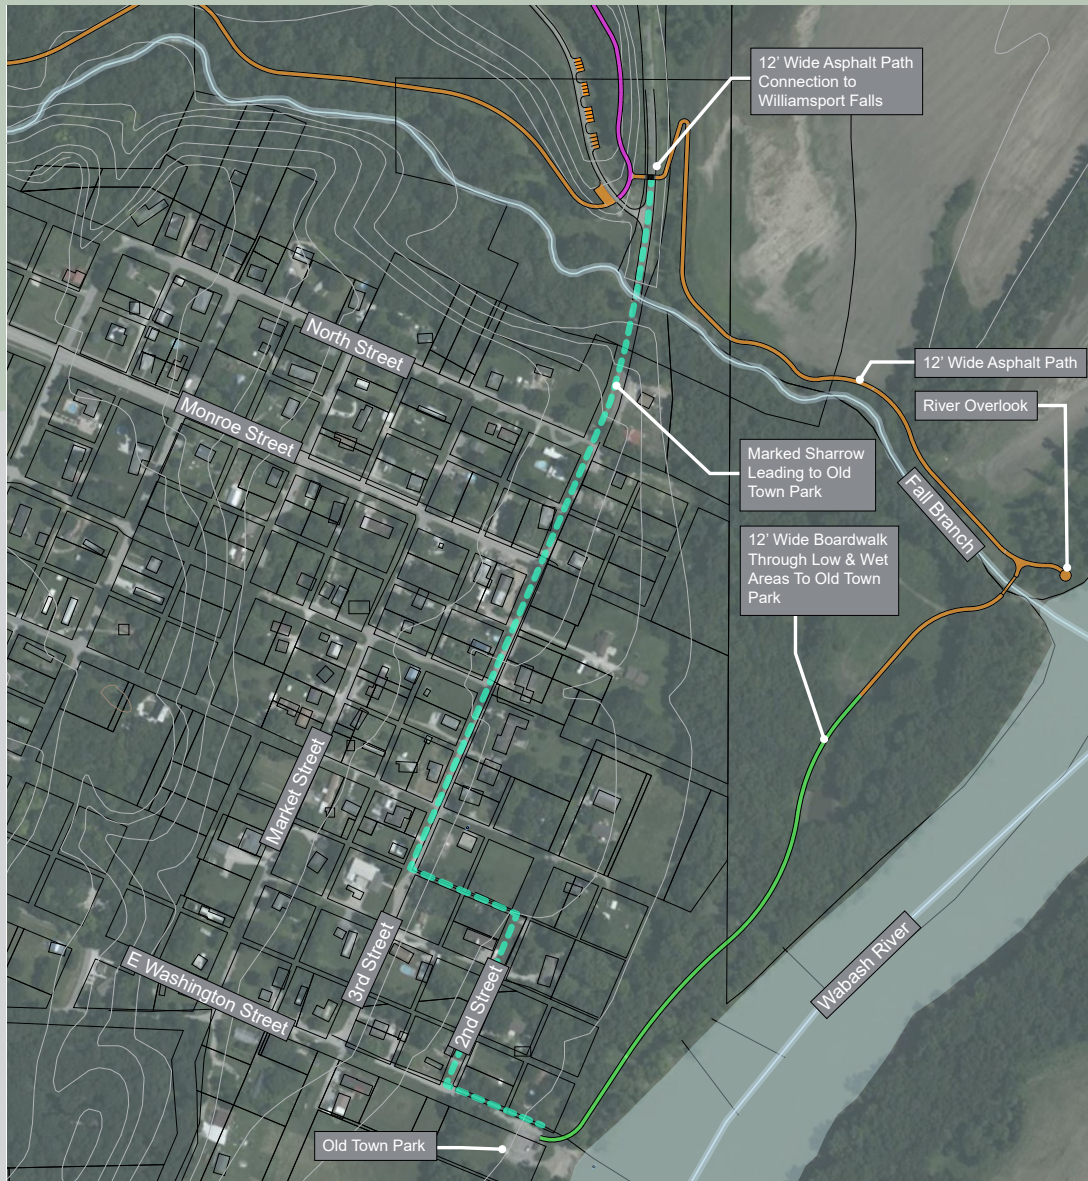 12' Wide Asphalt Path
Connection to
Williamsport Falls
North Street
12' Wide Asphalt Path
Monroe Street
River Overlook
Marked Sharrow
Leading to Old
Town Park
Fall Branch
12' Wide Boardwalk
Through Low & Wet
Areas To Old Town
Park
Market Street
Wabash River
3rd Street
E Washington Street
2nd Street
Old Town Park